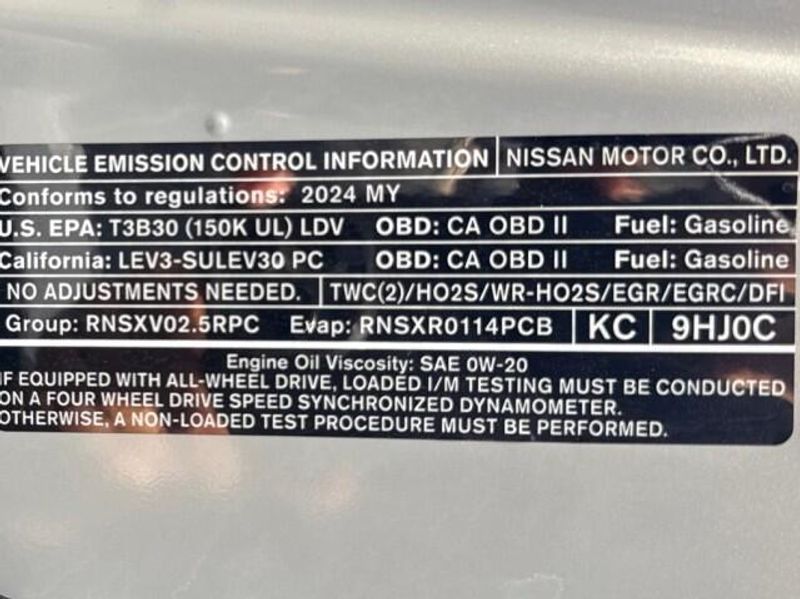 VEHICLE EMISSION CONTROL INFORMATION NISSAN MOTOR CO., LTD.
Conforms to regulations: 2024 MY
U.S. EPA: T3B30 (150K UL) LDV OBD: CA OBD II Fuel: Gasoline
California: LEV3-SULEV30 PC OBD: CA OBD II Fuel: Gasoline
NO ADJUSTMENTS NEEDED. TWC(2)/HO2S/WR-HO2S/EGR/EGRC/DFI
Group: RNSXV02.5RPC Evap: RNSXR0114PCB KC 9HJ0C
Engine Oil Viscosity: SAE 0W-20
IF EQUIPPED WITH ALL-WHEEL DRIVE, LOADED I/M TESTING MUST BE CONDUCTED
ON A FOUR WHEEL DRIVE SPEED SYNCHRONIZED DYNAMOMETER.
OTHERWISE, A NON-LOADED TEST PROCEDURE MUST BE PERFORMED.